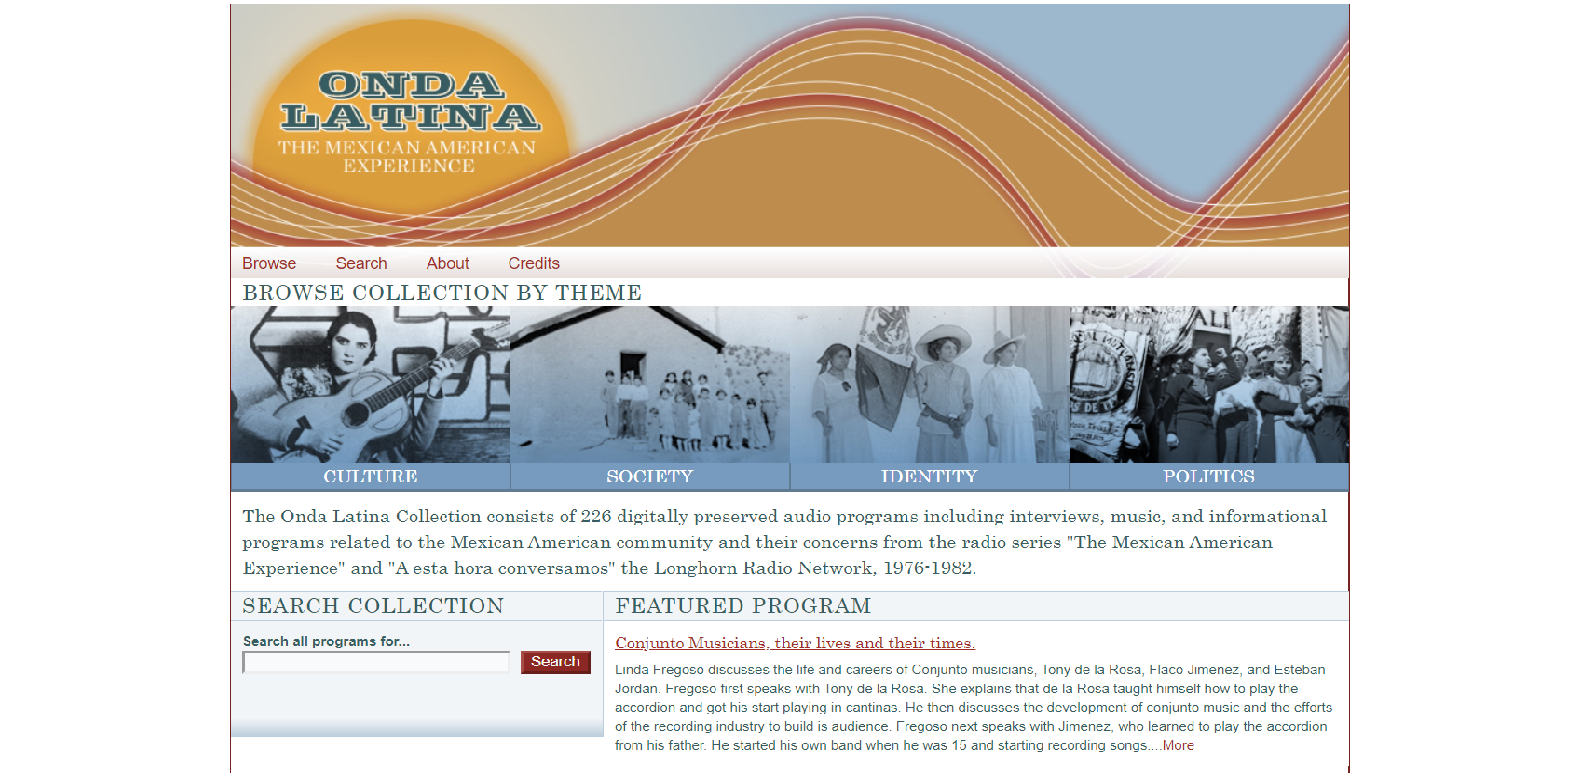 ONDA
LATINA
THE MEXICAN AMERICAN
EXPERIENCE
Browse Search About Credits
BROWSE COLLECTION BY THEME
CULTURE SOCIETY IDENTITY POLITICS
The Onda Latina Collection consists of 226 digitally preserved audio programs including interviews, music, and informational
programs related to the Mexican American community and their concerns from the radio series "The Mexican American
Experience" and "A esta hora conversamos" the Longhorn Radio Network, 1976-1982.
SEARCH COLLECTION
Search all programs for...
Search
FEATURED PROGRAM
Conjunto Musicians, their lives and their times.
Linda Fregoso discusses the life and careers of Conjunto musicians, Tony de la Rosa, Flaco Jimenez, and Esteban
Jordan. Fregoso first speaks with Tony de la Rosa. She explains that de la Rosa taught himself how to play the
accordion and got his start playing in cantinas. He then discusses the development of conjunto music and the efforts
of the recording industry to build is audience. Fregoso next speaks with Jimenez, who learned to play the accordion
from his father. He started his own band when he was 15 and starting recording songs....More